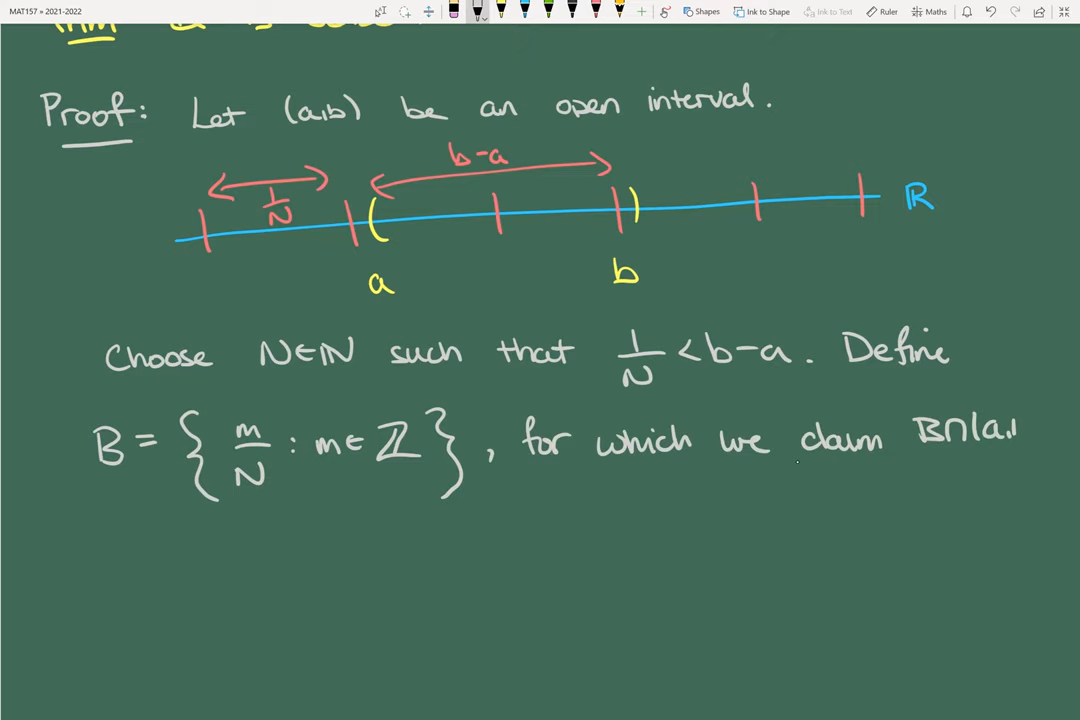 MAT157 > 2021-2022
Shapes
Ink to Shape
Ink to Text
Ruler
Maths
Thm
Proof: Let (a,b) be an open interval.
b-a
1/N
ℝ
a
b
Choose N∈ℕ such that 1/N < b-a. Define
B = { m/N : m∈ℤ }, for which we claim B∩(a,